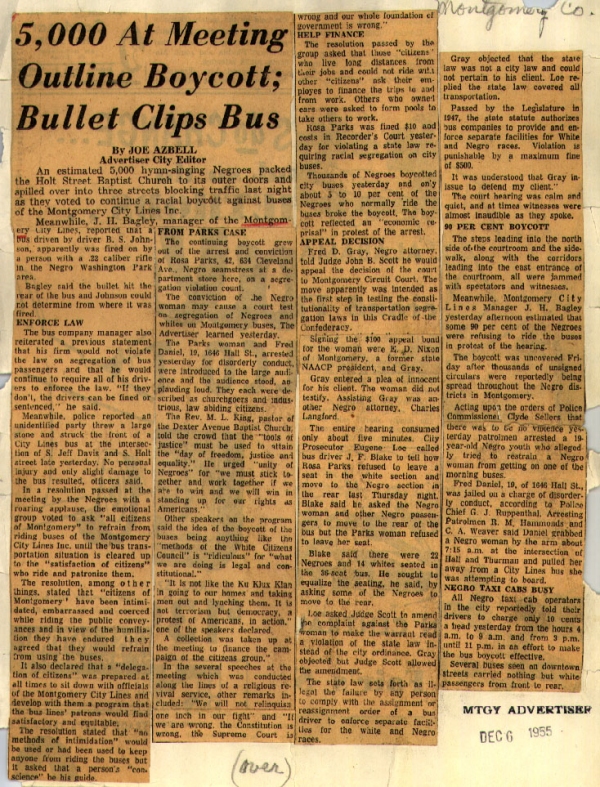 Montgomery Co.
5,000 At Meeting
Outline Boycott;
Bullet Clips Bus
By JOE AZBELL
Advertiser City Editor
An estimated 5,000 hymn-singing Negroes packed
the Holt Street Baptist Church to its outer doors and
spilled over into the streets blocking traffic last night
as they voted to continue a racial boycott against buses
of the Montgomery City Lines Inc.
Meanwhile, J. H. Bagley, manager of the Montgom-
ery City Lines, reported that a
bus driven by driver B. S. John-
son, apparently was fired on by
a person with a .22 caliber rifle
in the Negro Washington Park
area.
Bagley said the bullet hit the
rear of the bus and Johnson could
not determine from where it was
fired.
ENFORCE LAW
The bus company manager also
reiterated a previous statement
that his firm would not violate
the law on segregation of bus
passengers and that he would
continue to require all of his driv-
ers to enforce the law. "If they
don't, the drivers can be fined or
sentenced," he said.
Meanwhile, police reported an
unidentified party threw a large
stone and struck the front of a
City Lines bus at the intersec-
tion of S. Jeff Davis and S. Holt
street late yesterday. No personal
injury and only slight damage to
the bus resulted, officers said.
In a resolution passed at the
meeting by the Negroes with a
roaring applause, the emotional
group voted to ask "all citizens
of Montgomery" to refrain from
riding buses of the Montgomery
City Lines Inc. until the bus trans-
portation situation is cleared up
to the "satisfaction of citizens"
who ride and patronize them.
The resolution, among other
things, stated that "citizens of
Montgomery" have been intimi-
dated, embarrassed and coerced
while riding the public convey-
ances and in view of the humilia-
tion they have endured they
agreed that they would refrain
from using the buses.
It also declared that a "delega-
tion of citizens" was prepared at
all times to sit down with officials
of the Montgomery City Lines and
develop with them a program that
the bus lines' patrons would find
satisfactory and equitable.
The resolution stated that "no
methods of intimidation" would
be used or had been used to keep
anyone from riding the buses but
it asked that a person's "con-
science" be his guide.
FROM PARKS CASE
The continuing boycott grew
out of the arrest and conviction
of Rosa Parks, 42, 634 Cleveland
Ave., Negro seamstress at a de-
partment store here, on a segre-
gation violation count.
The conviction of the Negro
woman may cause a court test
on segregation of Negroes and
whites on Montgomery buses, The
Advertiser learned yesterday.
The Parks woman and Fred
Daniel, 19, 1646 Hall St., arrested
yesterday for disorderly conduct,
were introduced to the large audi-
ence and the audience stood, ap-
plauding loud. They each were de-
scribed as churchgoers and indus-
trious, law abiding citizens.
The Rev. M. L. King, pastor of
the Dexter Avenue Baptist Church,
told the crowd that the "tools of
justice" must be used to attain
the "day of freedom, justice and
equality." He urged "unity of
Negroes" for "we must stick to-
gether and work together if we
are to win and we will win in
standing up for our rights as
Americans."
Other speakers on the program
said the idea of the boycott of the
buses being anything like the
"methods of the White Citizens
Council" is "ridiculous" for "what
we are doing is legal and con-
stitutional."
"It is not like the Ku Klux Klan
in going to our homes and taking
men out and lynching them. It is
not terrorism but democracy, a
protest of Americans, in action,"
one of the speakers declared.
A collection was taken up at
the meeting to finance the cam-
paign of the citizens group."
In the several speeches at the
meeting which was conducted
along the lines of a religious re-
vival service, other remarks in-
cluded: "We will not relinquish
one inch in our fight" and "If
we are wrong, the Constitution is
wrong, the Supreme Court is
wrong and our whole foundation of
government is wrong."
HELP FINANCE
The resolution passed by the
group asked that those "citizens"
who live long distances from
their jobs and could not ride with
other "citizens" ask their em-
ployes to finance the trips to and
from work. Others who owned
cars were asked to form pools to
take others to work.
Rosa Parks was fined $10 and
costs in Recorder's Court yester-
day for violating a state law re-
quiring racial segregation on city
buses.
Thousands of Negroes boycotted
city buses yesterday and only
about 5 to 10 per cent of the
Negroes who normally ride the
buses broke the boycott. The boy-
cott reflected an "economic re-
prisal" in protest of the arrest.
APPEAL DECISION
Fred D. Gray, Negro attorney,
told Judge John B. Scott he would
appeal the decision of the court
to Montgomery Circuit Court. The
move apparently was intended as
the first step in testing the consti-
tutionality of transportation segre-
gation laws in this Cradle of the
Confederacy.
Signing the $100 appeal bond
for the woman were E. D. Nixon
of Montgomery, a former state
NAACP president, and Gray.
Gray entered a plea of innocent
for his client. The woman did not
testify. Assisting Gray was an-
other Negro attorney, Charles
Langford.
The entire hearing consumed
only about five minutes. City
Prosecutor Eugene Loe called
bus driver J. F. Blake to tell how
Rosa Parks refused to leave a
seat in the white section and
move to the Negro section in
the rear last Thursday night.
Blake said he asked the Negro
woman and other Negro passen-
gers to move to the rear of the
bus but the Parks woman refused
to leave her seat.
Blake said there were 22
Negroes and 14 whites seated in
the 36-seat bus. He sought to
equalize the seating, he said, by
asking some of the Negroes to
move to the rear.
Loe asked Judge Scott to amend
the complaint against the Parks
woman to make the warrant read
a violation of the state law in-
stead of the city ordinance. Gray
objected but Judge Scott allowed
the amendment.
The state law sets forth as il-
legal the failure by any person
to comply with the assignment or
reassignment order of a bus
driver to enforce separate facili-
ties for the white and Negro
races.
Gray objected that the state
law was not a city law and could
not pertain to his client. Loe re-
plied the state law covered all
transportation.
Passed by the Legislature in
1947, the state statute authorizes
bus companies to provide and en-
force separate facilities for White
and Negro races. Violation is
punishable by a maximum fine
of $500.
It was understood that Gray in-
issue to defend my client."
The court hearing was calm and
quiet, and at times witnesses were
almost inaudible as they spoke.
90 PER CENT BOYCOTT
The steps leading into the north
side of the courtroom and the side-
walk, along with the corridors
leading into the east entrance of
the courtroom, all were jammed
with spectators and witnesses.
Meanwhile, Montgomery City
Lines Manager J. H. Bagley
yesterday afternoon estimated that
some 90 per cent of the Negroes
were refusing to ride the buses
in protest of the hearing.
The boycott was uncovered Fri-
day after thousands of unsigned
circulars were reportedly being
spread throughout the Negro dis-
tricts in Montgomery.
Acting upon the orders of Police
Commissioner Clyde Sellers that
there was to be no violence yes-
terday patrolmen arrested a 19-
year-old Negro youth who alleged-
ly tried to restrain a Negro
woman from getting on one of the
morning buses.
Fred Daniel, 19, of 1646 Hall St.,
was jailed on a charge of disorder-
ly conduct, according to Police
Chief G. J. Ruppenthal. Arresting
Patrolmen R. M. Hammonds and
C. A. Weaver said Daniel grabbed
a Negro woman by the arm about
7:15 a.m. at the intersection of
Hall and Thurman and pulled her
away from a City Lines bus she
was attempting to board.
NEGRO TAXI CABS BUSY
All Negro taxi cab operators
in the city reportedly told their
drivers to charge only 10 cents
a head yesterday from the hours 4
a.m. to 9 a.m. and from 3 p.m.
until 11 p.m. in an effort to make
the bus boycott effective.
Several buses seen on downtown
streets carried nothing but white
passengers from front to rear.
MTGY ADVERTISER
DEC 6 1955
(over)